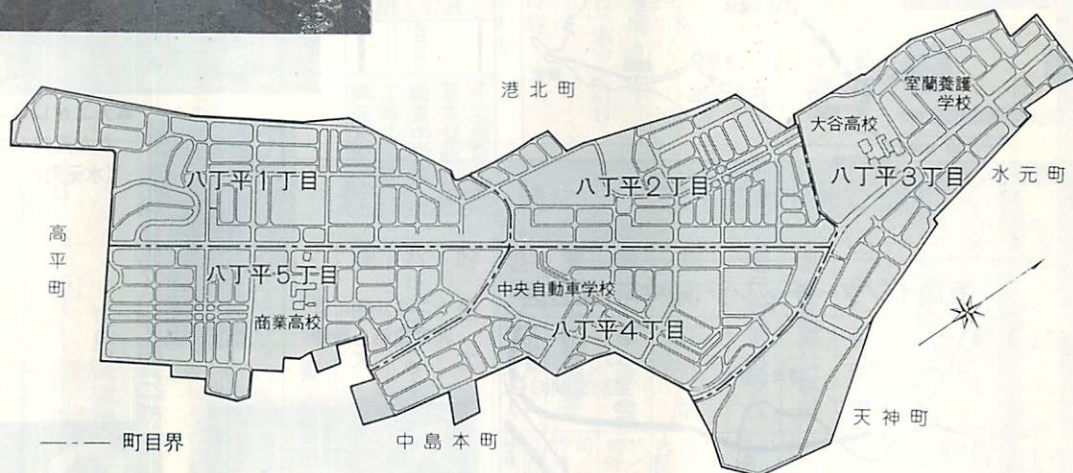 港北町
室蘭養護
学校
大谷高校
八丁平1丁目
八丁平2丁目
八丁平3丁目
水元町
高平町
八丁平5丁目
中央自動車学校
商業高校
八丁平4丁目
天神町
町目界
中島本町